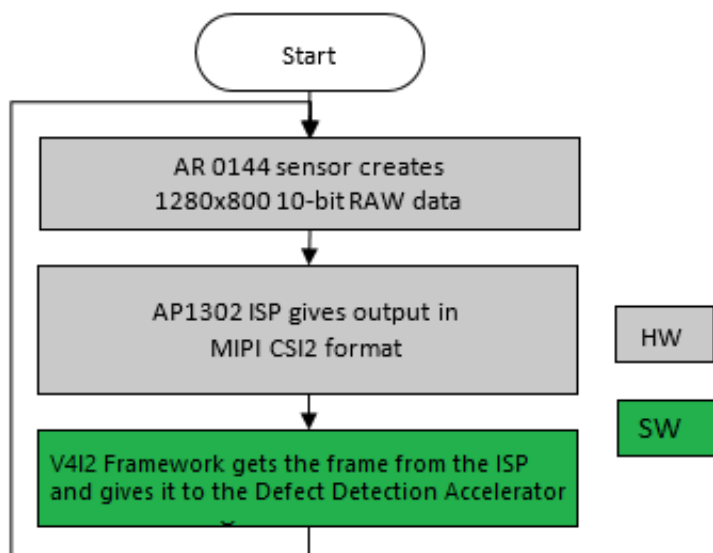 Start
AR 0144 sensor creates
1280x800 10-bit RAW data
AP1302 ISP gives output in
MIPI CSI2 format
HW
SW
V4l2 Framework gets the frame from the ISP
and gives it to the Defect Detection Accelerator